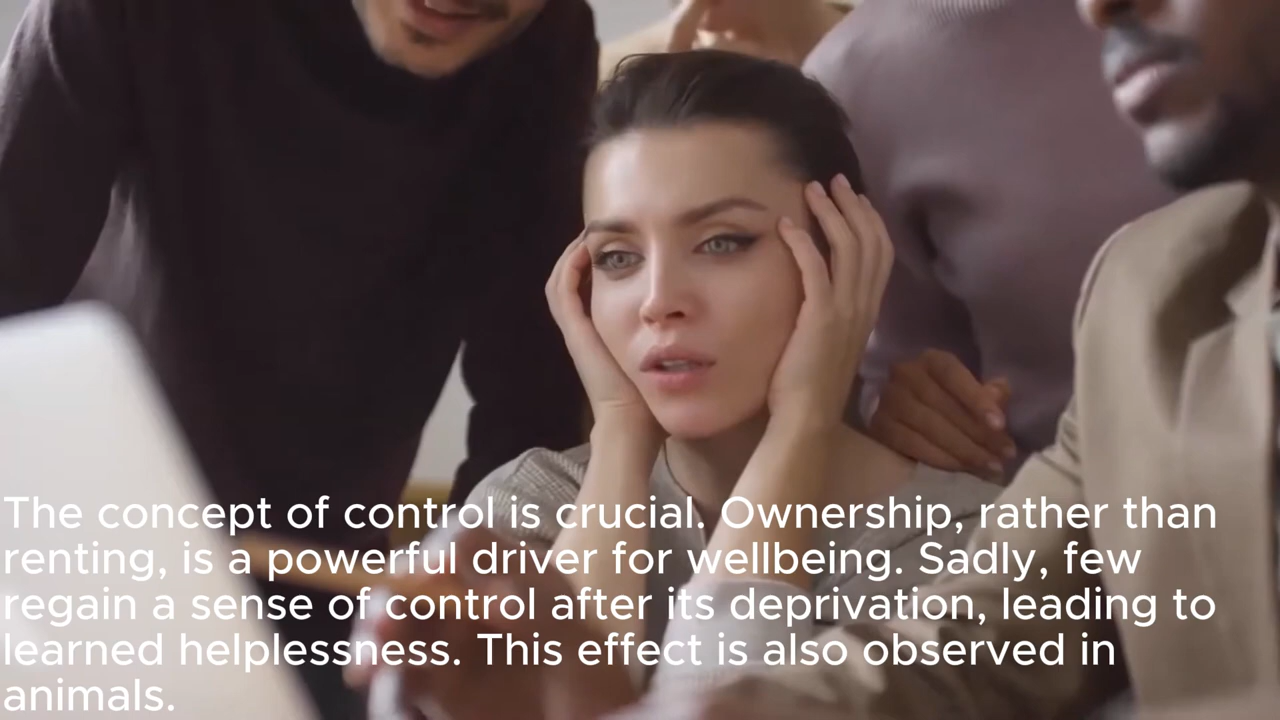 The concept of control is crucial. Ownership, rather than
renting, is a powerful driver for wellbeing. Sadly, few
regain a sense of control after its deprivation, leading to
learned helplessness. This effect is also observed in
animals.